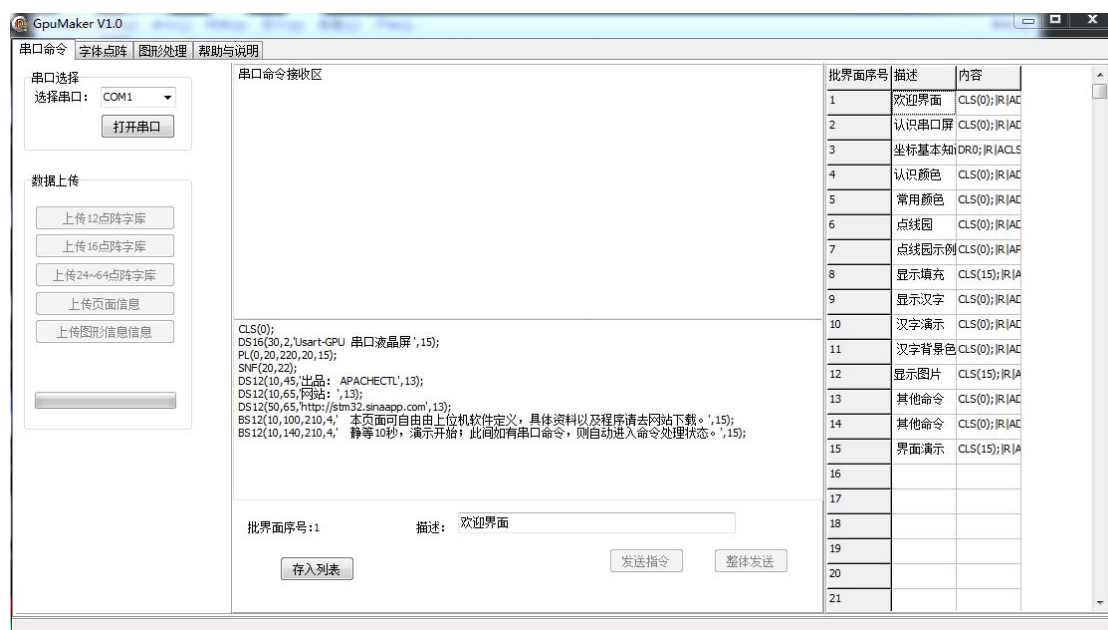 GpuMaker V1.0
串口命令 字体点阵 图形处理 帮助与说明
串口选择
选择串口： COM1
打开串口
数据上传
上传12点阵字库
上传16点阵字库
上传24~64点阵字库
上传页面信息
上传图形信息信息
串口命令接收区
CLS(0);
DS16(30,2,'Usart-GPU 串口液晶屏',15);
PL(0,20,220,20,15);
SNF(20,22);
DS12(10,45,'出品： APACHECTL',13);
DS12(10,65,'网站：',13);
DS12(50,65,'http://stm32.sinaapp.com',13);
BS12(10,100,210,4,' 本页面可自由由上位机软件定义，具体资料以及程序请去网站下载。',15);
BS12(10,140,210,4,' 静等10秒，演示开始；此间如有串口命令，则自动进入命令处理状态。',15);
批界面序号:1 描述： 欢迎界面
存入列表 发送指令 整体发送
批界面序号 描述 内容
1 欢迎界面 CLS(0);|R|AD
2 认识串口屏 CLS(0);|R|AD
3 坐标基本知 DR0;|R|ACLS
4 认识颜色 CLS(0);|R|AD
5 常用颜色 CLS(0);|R|AD
6 点线园 CLS(0);|R|AD
7 点线园示例 CLS(0);|R|AP
8 显示填充 CLS(15);|R|A
9 显示汉字 CLS(0);|R|AD
10 汉字演示 CLS(0);|R|AD
11 汉字背景色 CLS(0);|R|AD
12 显示图片 CLS(15);|R|A
13 其他命令 CLS(0);|R|AD
14 其他命令 CLS(0);|R|AD
15 界面演示 CLS(15);|R|A
16
17
18
19
20
21